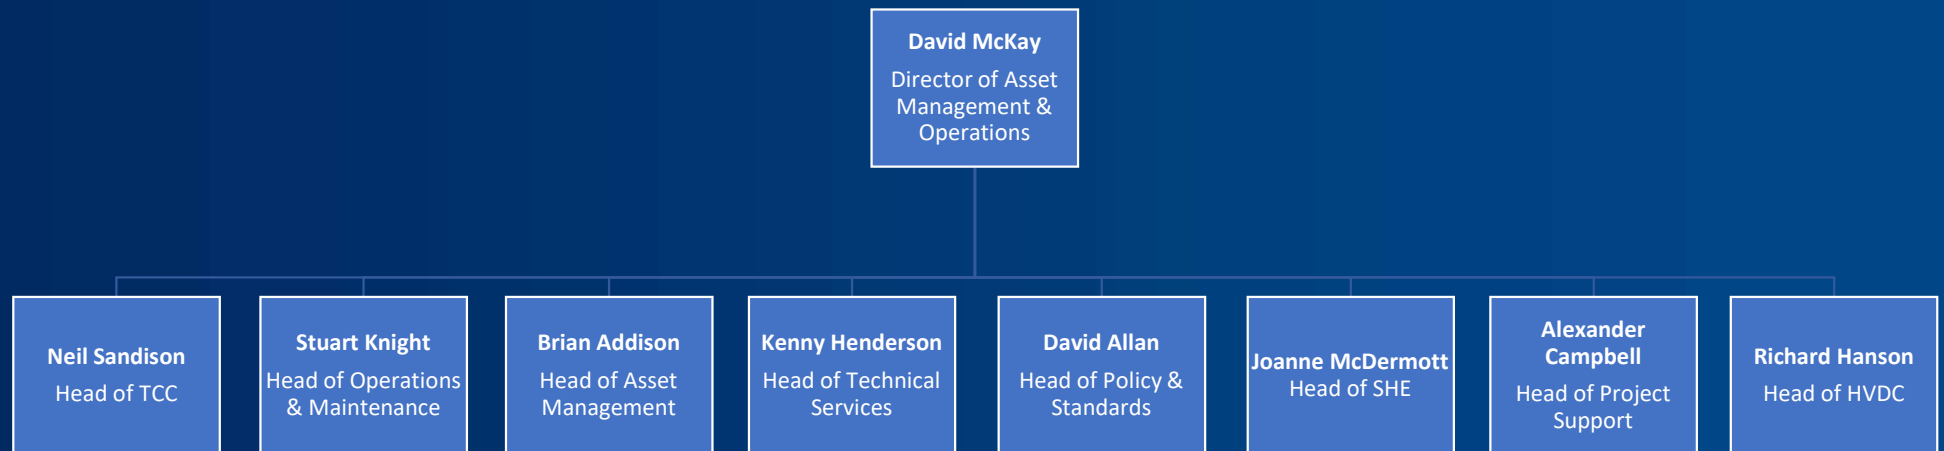 David McKay
Director of Asset
Management &
Operations
Neil Sandison
Head of TCC
Stuart Knight
Head of Operations
& Maintenance
Brian Addison
Head of Asset
Management
Kenny Henderson
Head of Technical
Services
David Allan
Head of Policy &
Standards
Joanne McDermott
Head of SHE
Alexander
Campbell
Head of Project
Support
Richard Hanson
Head of HVDC